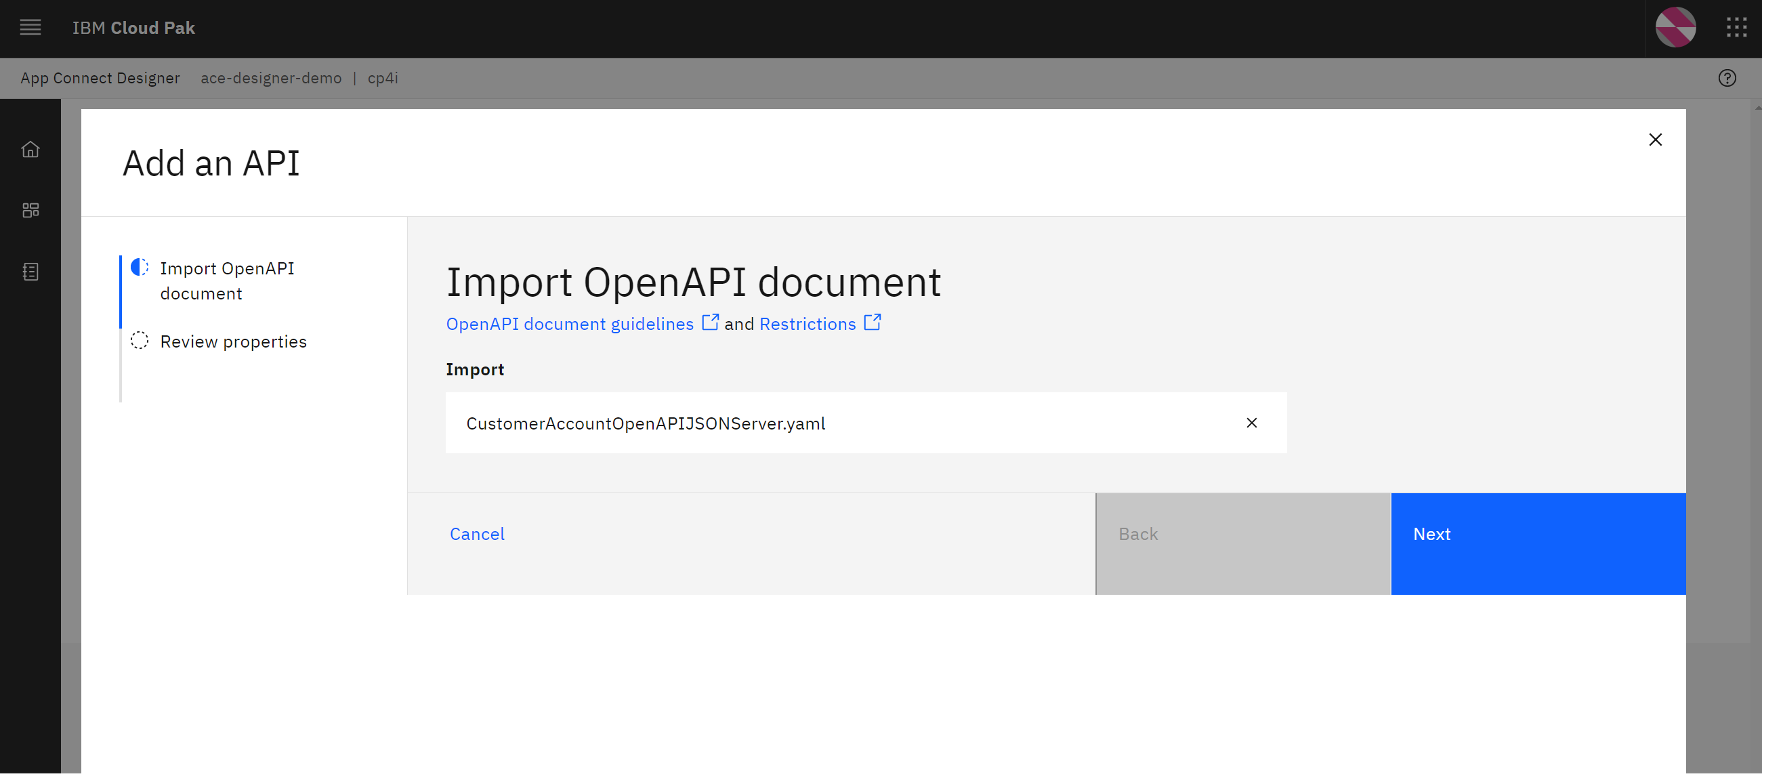 IBM Cloud Pak
App Connect Designer ace-designer-demo | cp4i
Add an API
Import OpenAPI
document
Review properties
Import OpenAPI document
OpenAPI document guidelines and Restrictions
Import
CustomerAccountOpenAPIJSONServer.yaml
Cancel
Back
Next